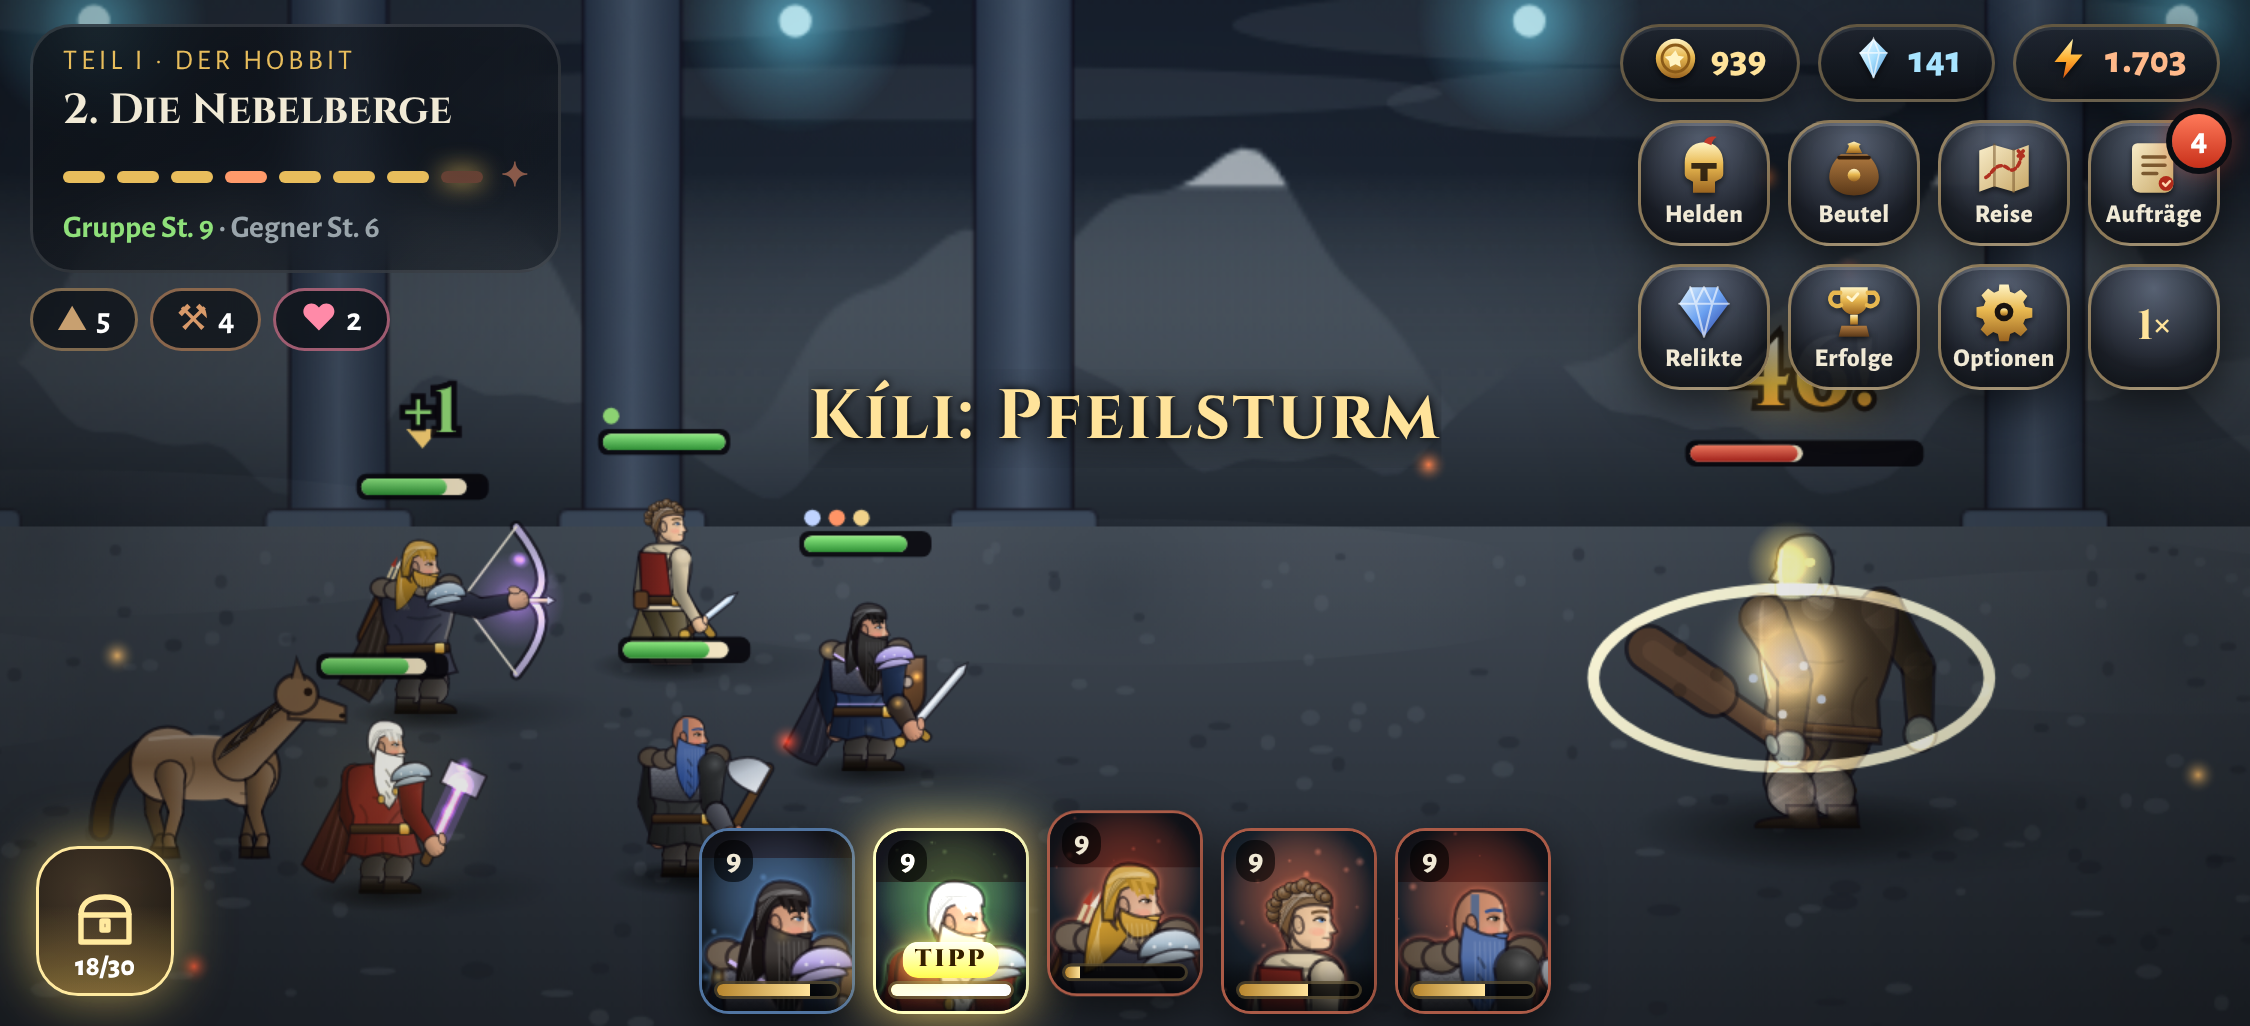 TEIL I · DER HOBBIT
2. Die Nebelberge
Gruppe St. 9 · Gegner St. 6
5
4
2
939
141
1.703
4
Helden
Beutel
Reise
Aufträge
Relikte
Erfolge
Optionen
1×
+1
Kíli: Pfeilsturm
18/30
9
9
TIPP
9
9
9